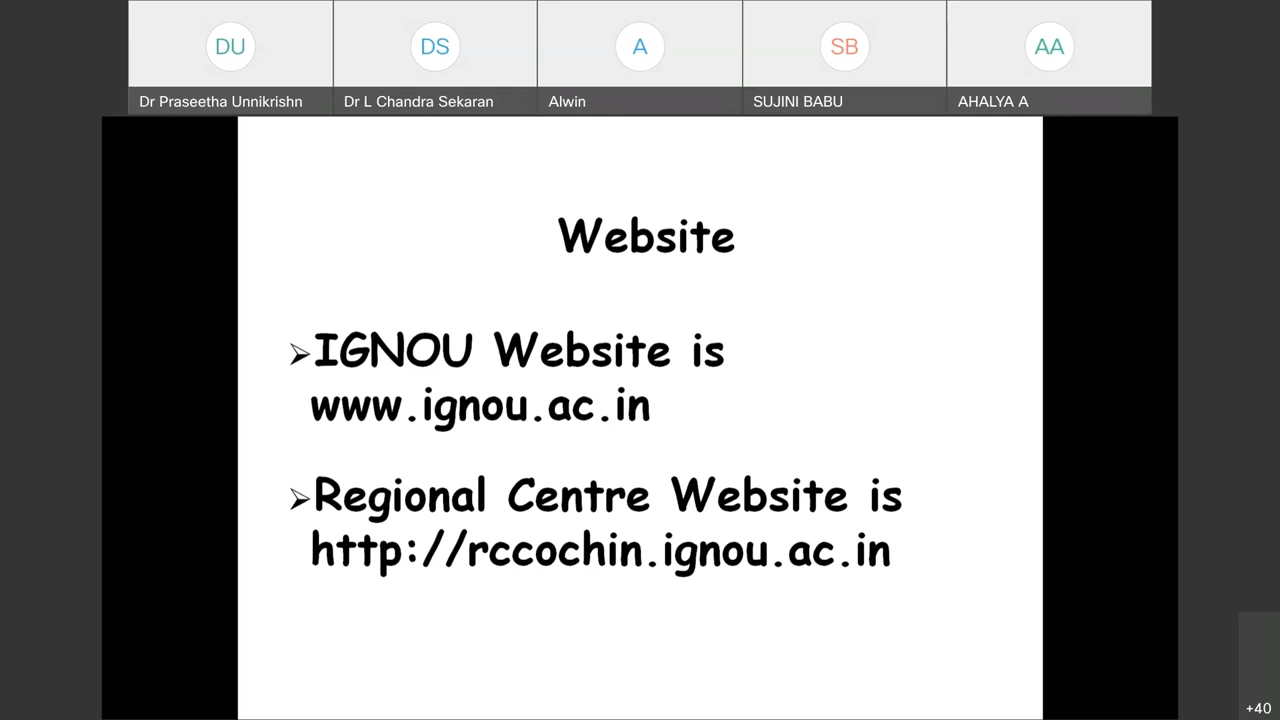 DU
DS
A
SB
AA
Dr Praseetha Unnikrishn
Dr L Chandra Sekaran
Alwin
SUJINI BABU
AHALYA A
Website
➢IGNOU Website is
www.ignou.ac.in
➢Regional Centre Website is
http://rccochin.ignou.ac.in
+40